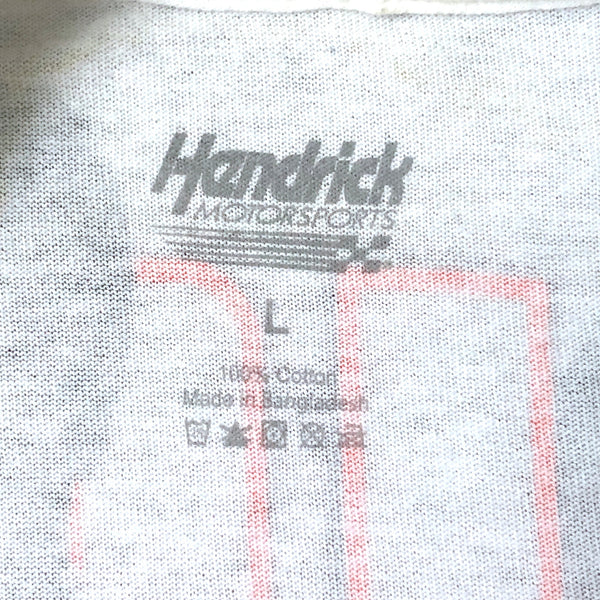 Hendrick
MOTORSPORTS
L
100% Cotton
Made in Bangladesh